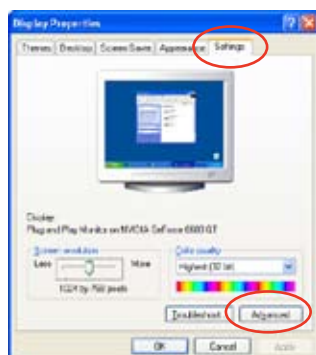 Display Properties
Themes Desktop Screen Saver Appearance Settings
Display:
Plug and Play Monitor on NVIDIA GeForce 6600 GT
Screen resolution
Less More
1024 by 768 pixels
Color quality
Highest (32 bit)
Troubleshoot... Advanced
OK Cancel Apply